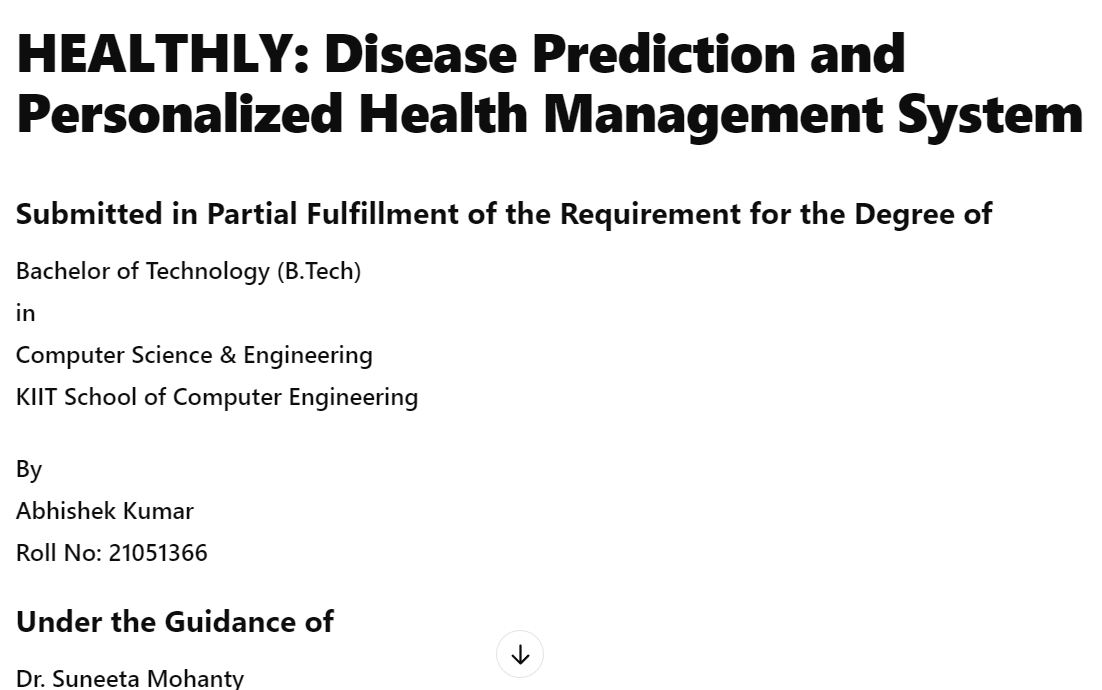 HEALTHLY: Disease Prediction and
Personalized Health Management System
Submitted in Partial Fulfillment of the Requirement for the Degree of
Bachelor of Technology (B.Tech)
in
Computer Science & Engineering
KIIT School of Computer Engineering
By
Abhishek Kumar
Roll No: 21051366
Under the Guidance of
Dr. Suneeta Mohanty